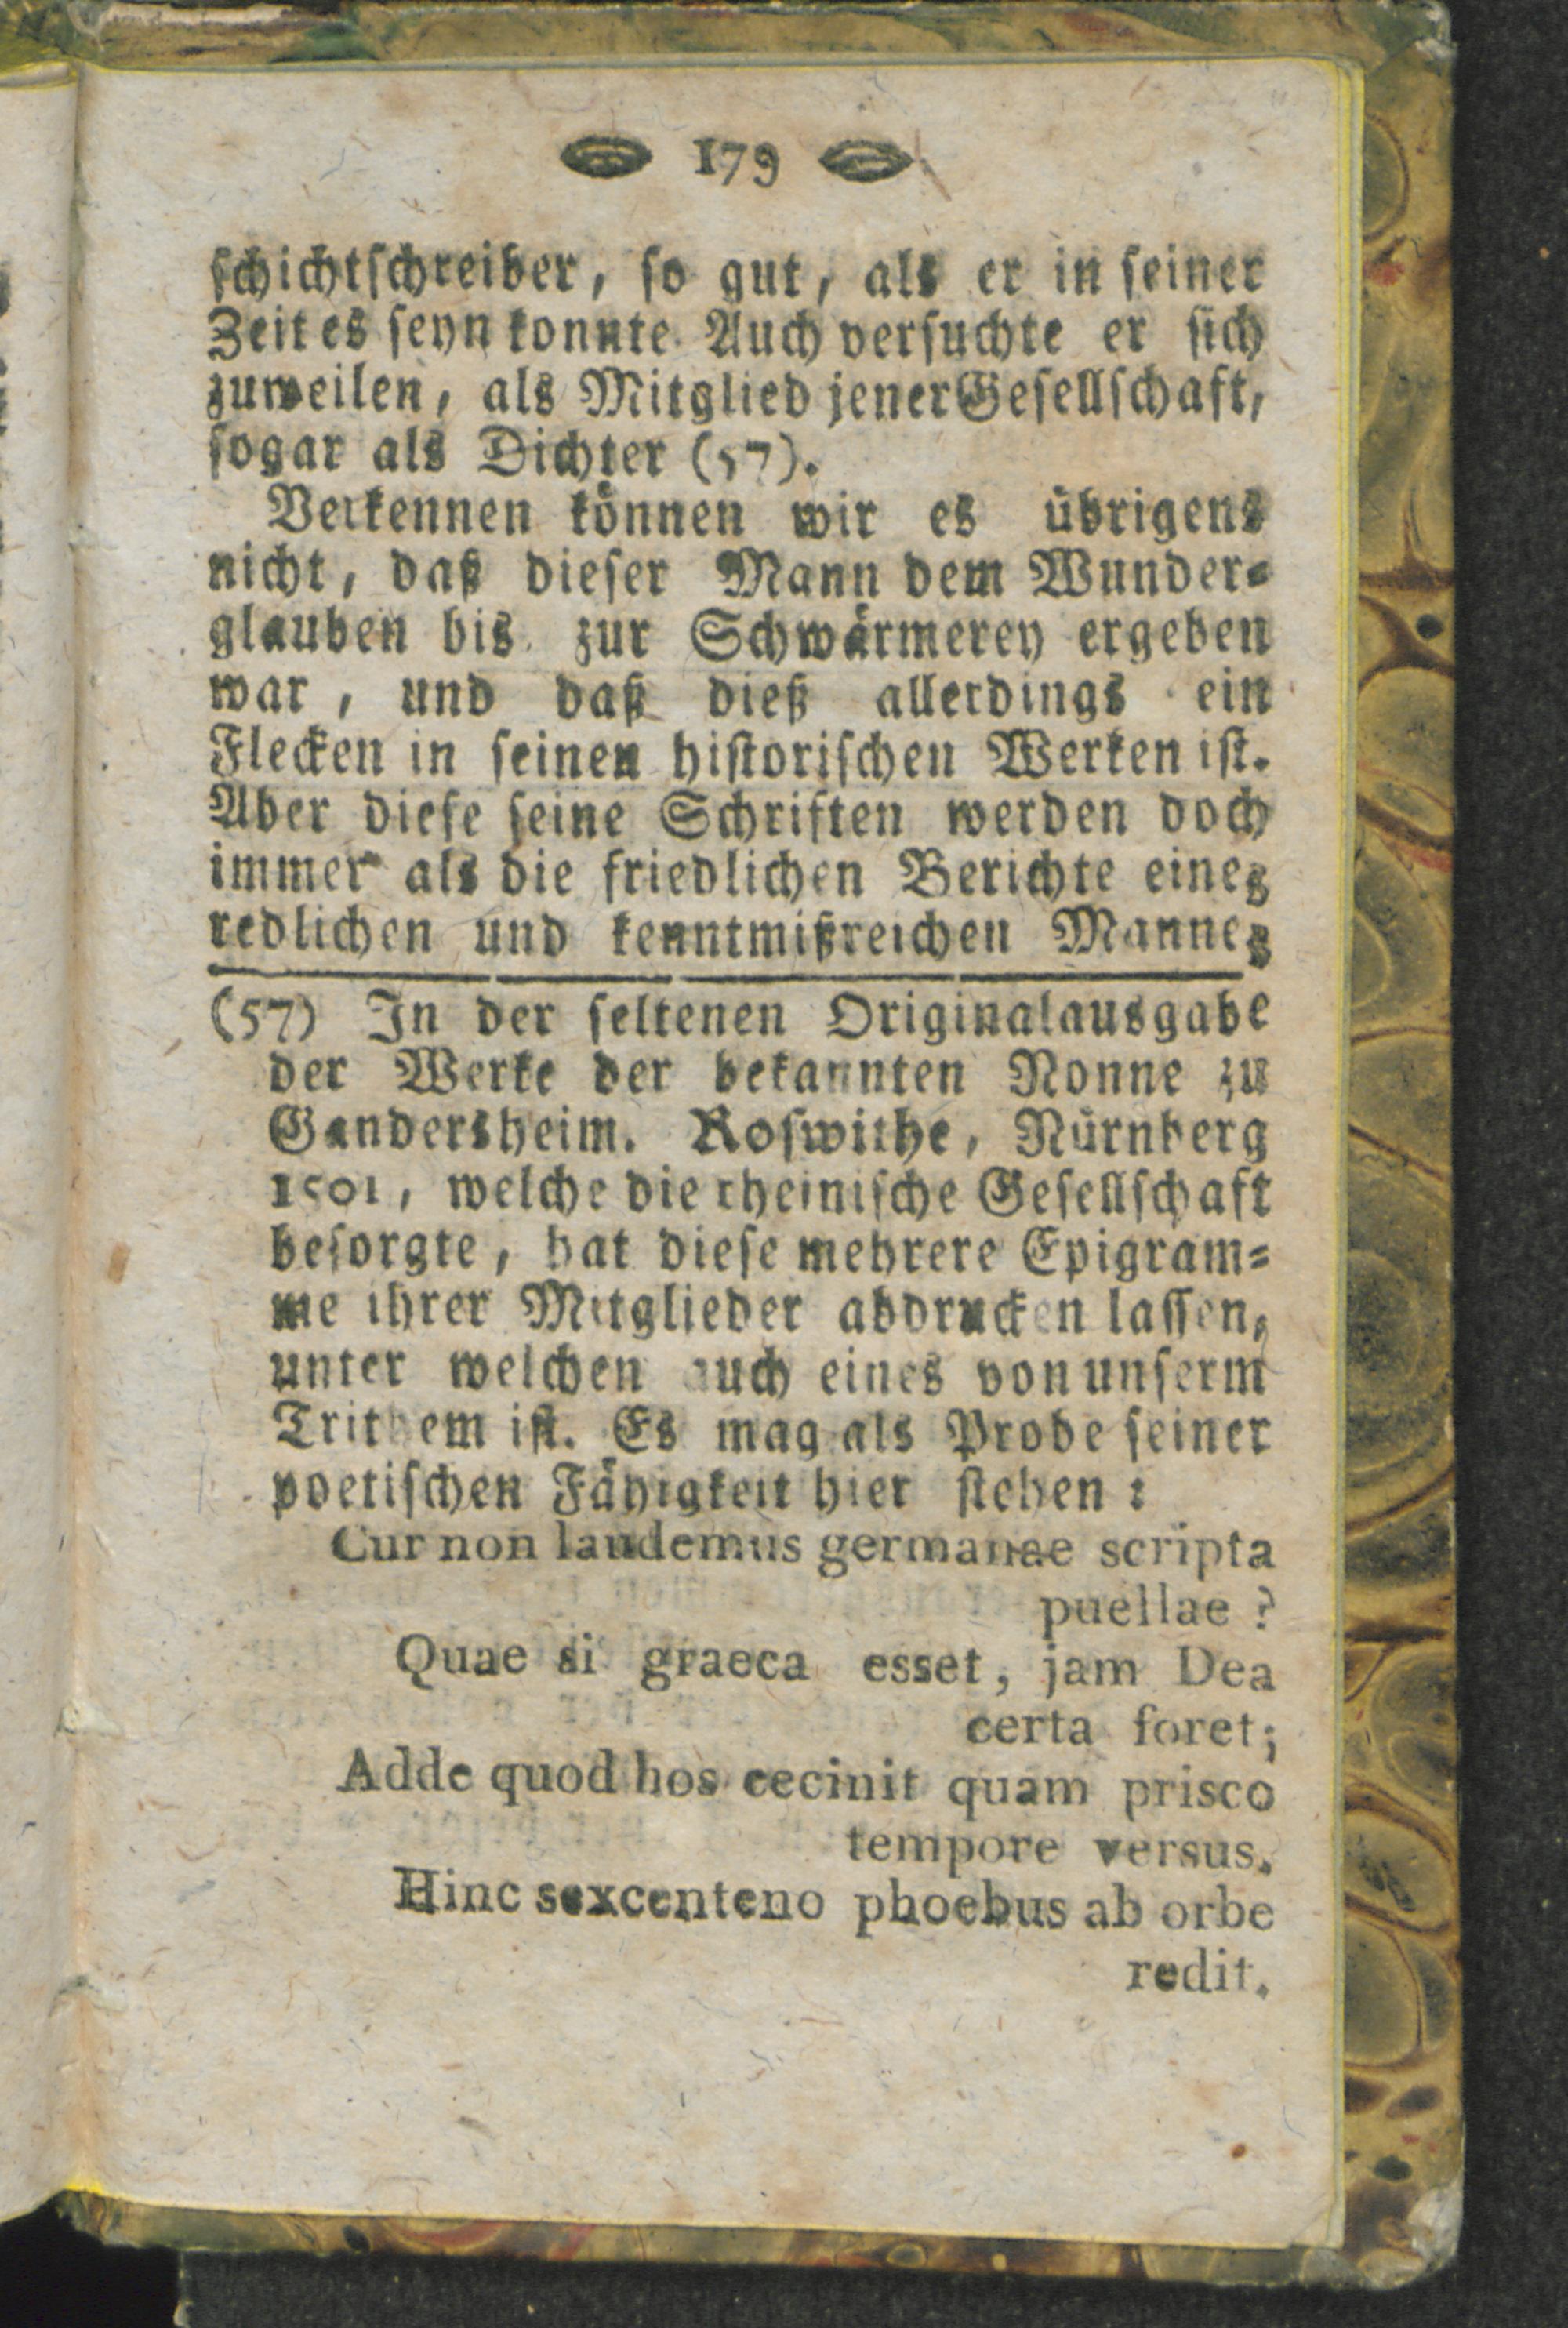 179
schichtschreiber, so gut, als er in seiner
Zeit es seyn konnte. Auch versuchte er sich
zuweilen, als Mitglied jener Gesellschaft,
sogar als Dichter (57).
Verkennen können wir es übrigens
nicht, daß dieser Mann dem Wunder-
glauben bis zur Schwärmerey ergeben
war, und daß dieß allerdings ein
Flecken in seinen historischen Werken ist.
Aber diese seine Schriften werden doch
immer als die friedlichen Berichte eines
redlichen und kenntmißreichen Mannes
(57) In der seltenen Originalausgabe
der Werke der bekannten Nonne zu
Gandersheim. Roswithe, Nürnberg
1501, welche die rheinische Gesellschaft
besorgte, hat diese mehrere Epigram-
me ihrer Mitglieder abdrucken lassen,
unter welchen auch eines von unserm
Trithem ist. Es mag als Probe seiner
poetischen Fähigkeit hier stehen:
Cur non laudemus germanae scripta
puellae?
Quae si graeca esset, jam Dea
certa foret;
Adde quod hos cecinit quam prisco
tempore versus.
Hinc sexcenteno phoebus ab orbe
redit.